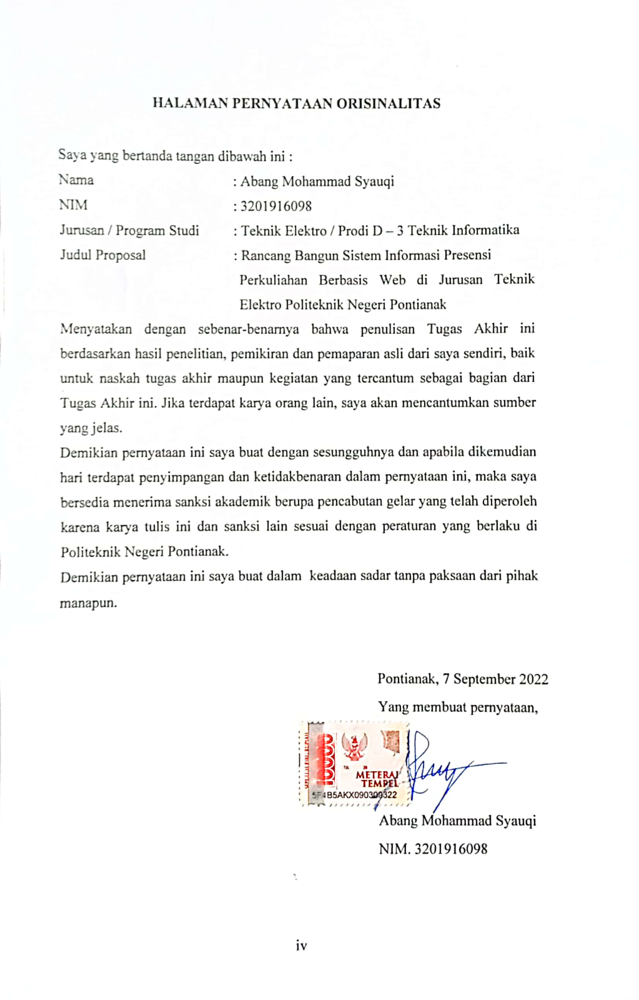 HALAMAN PERNYATAAN ORISINALITAS
Saya yang bertanda tangan dibawah ini :
Nama : Abang Mohammad Syauqi
NIM : 3201916098
Jurusan / Program Studi : Teknik Elektro / Prodi D – 3 Teknik Informatika
Judul Proposal : Rancang Bangun Sistem Informasi Presensi
Perkuliahan Berbasis Web di Jurusan Teknik
Elektro Politeknik Negeri Pontianak
Menyatakan dengan sebenar-benarnya bahwa penulisan Tugas Akhir ini
berdasarkan hasil penelitian, pemikiran dan pemaparan asli dari saya sendiri, baik
untuk naskah tugas akhir maupun kegiatan yang tercantum sebagai bagian dari
Tugas Akhir ini. Jika terdapat karya orang lain, saya akan mencantumkan sumber
yang jelas.
Demikian pernyataan ini saya buat dengan sesungguhnya dan apabila dikemudian
hari terdapat penyimpangan dan ketidakbenaran dalam pernyataan ini, maka saya
bersedia menerima sanksi akademik berupa pencabutan gelar yang telah diperoleh
karena karya tulis ini dan sanksi lain sesuai dengan peraturan yang berlaku di
Politeknik Negeri Pontianak.
Demikian pernyataan ini saya buat dalam keadaan sadar tanpa paksaan dari pihak
manapun.
Pontianak, 7 September 2022
Yang membuat pernyataan,
10000
METERAI
TEMPEL
5F4B5AKX090309322
Abang Mohammad Syauqi
NIM. 3201916098
iv